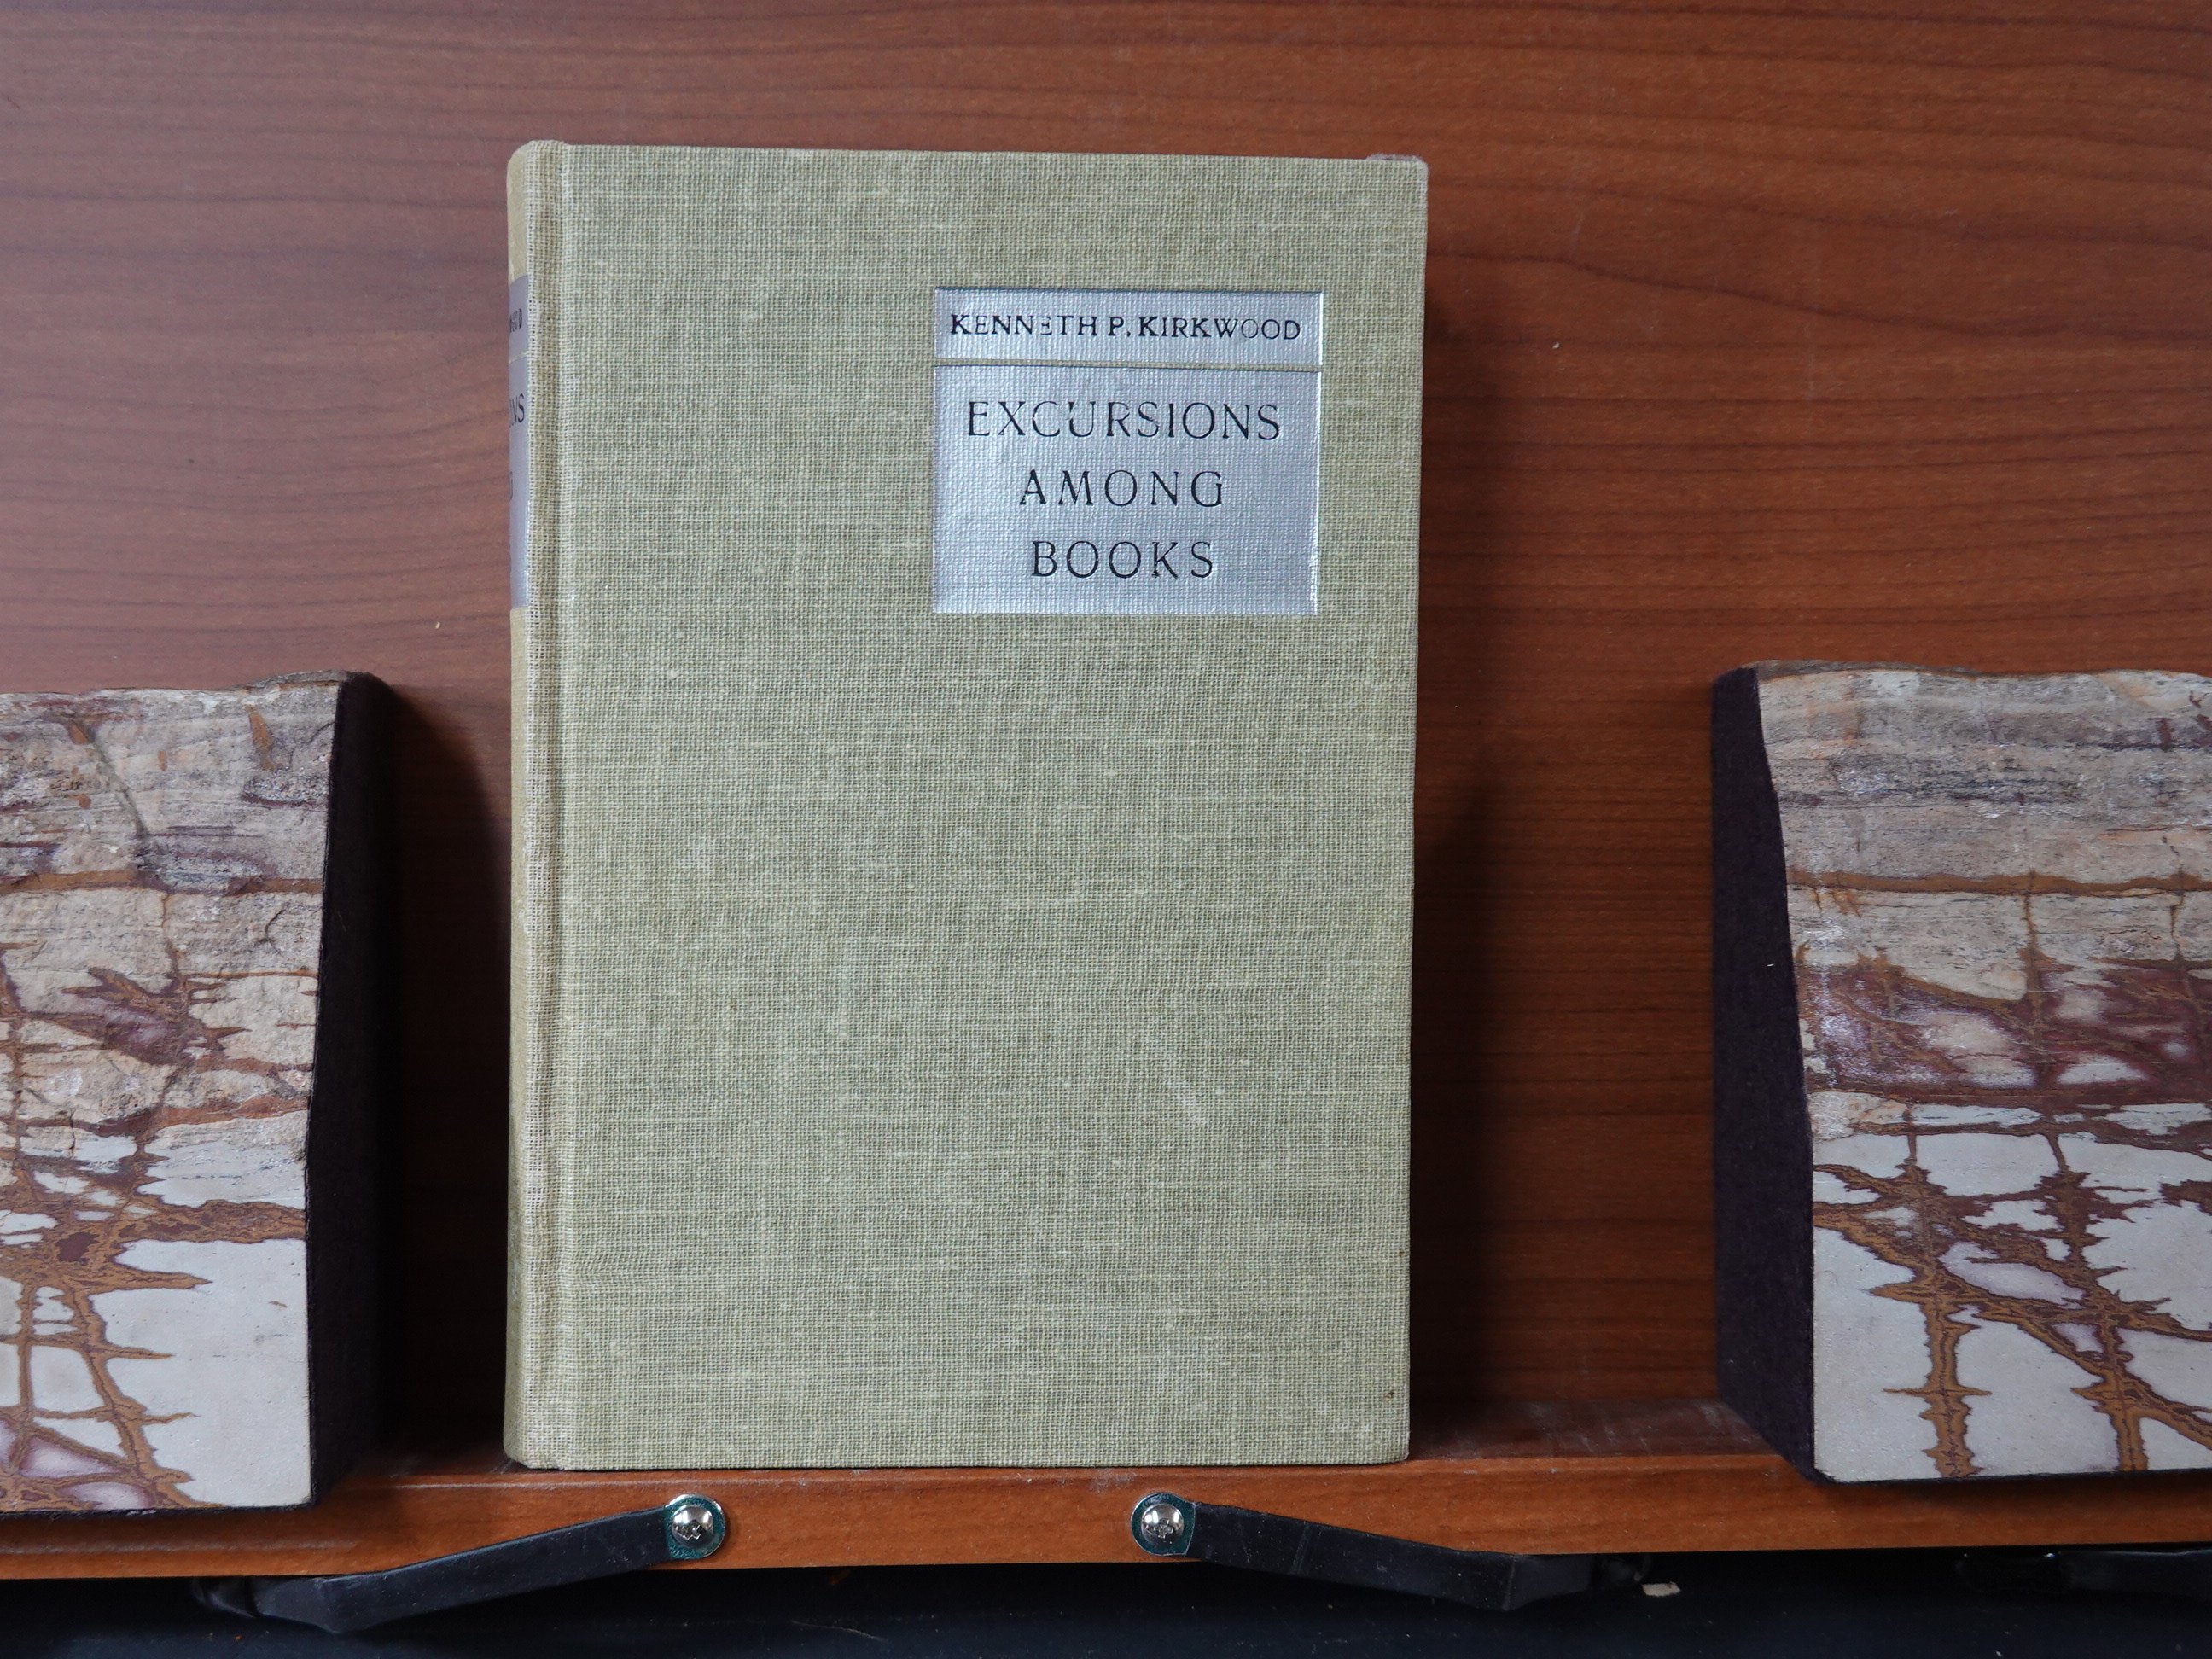 KENNETH P. KIRKWOOD
EXCURSIONS
AMONG
BOOKS